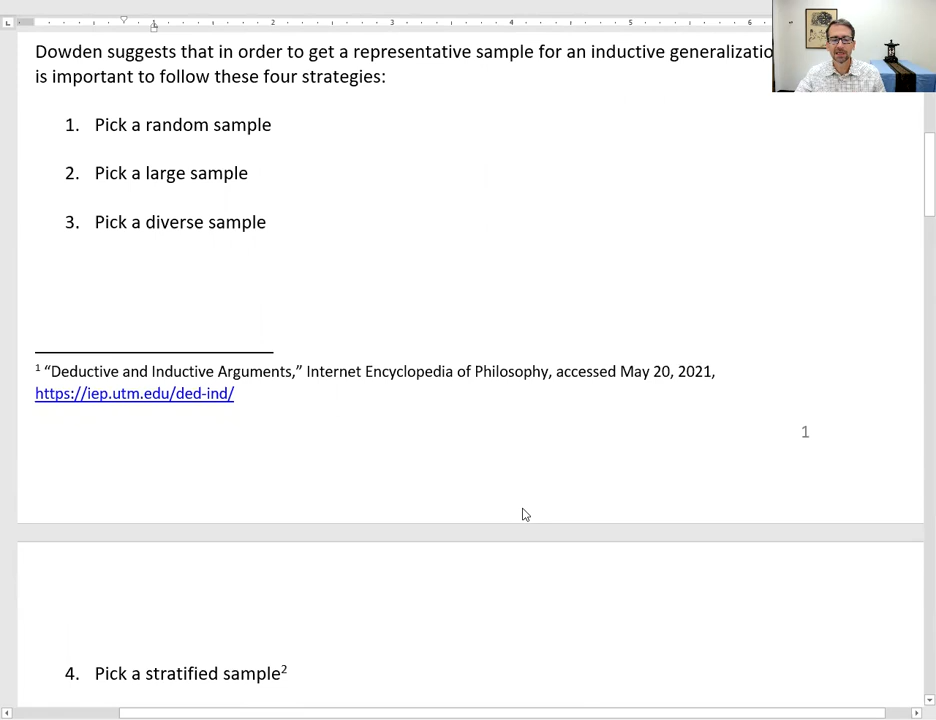 Dowden suggests that in order to get a representative sample for an inductive generalizatio
is important to follow these four strategies:
1. Pick a random sample
2. Pick a large sample
3. Pick a diverse sample
1 “Deductive and Inductive Arguments,” Internet Encyclopedia of Philosophy, accessed May 20, 2021,
https://iep.utm.edu/ded-ind/
1
4. Pick a stratified sample2